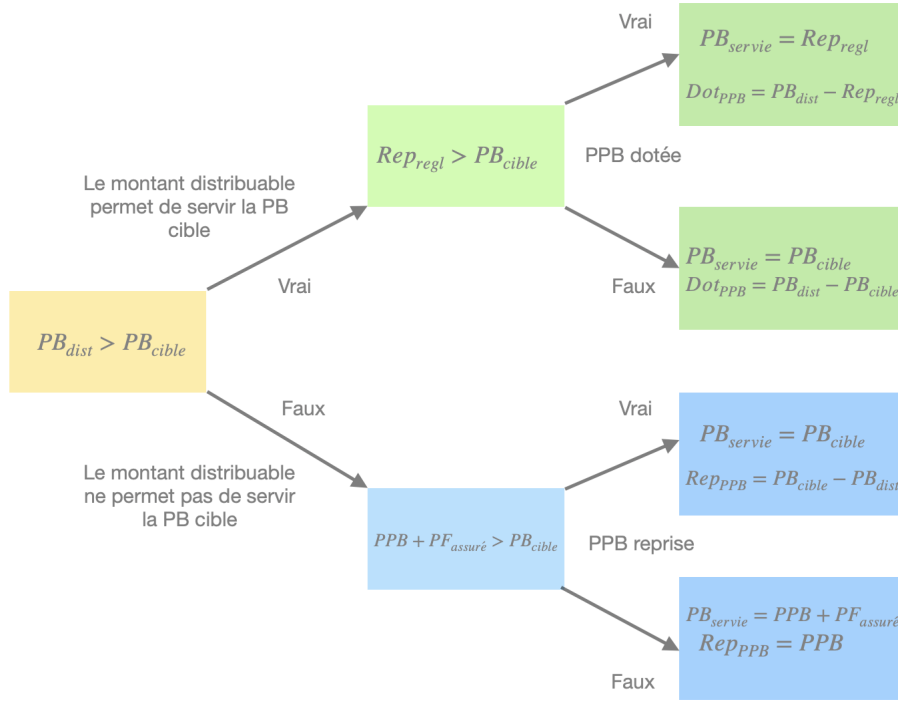 Vrai
PB_servie = Rep_regl
Dot_PPB = PB_dist − Rep_regl
Rep_regl > PB_cible
PPB dotée
Le montant distribuable
permet de servir la PB
cible
Vrai
Faux
PB_servie = PB_cible
Dot_PPB = PB_dist − PB_cible
PB_dist > PB_cible
Faux
Vrai
PB_servie = PB_cible
Rep_PPB = PB_cible − PB_dist
Le montant distribuable
ne permet pas de servir
la PB cible
PPB + PF_assuré > PB_cible
PPB reprise
PB_servie = PPB + PF_assuré
Rep_PPB = PPB
Faux